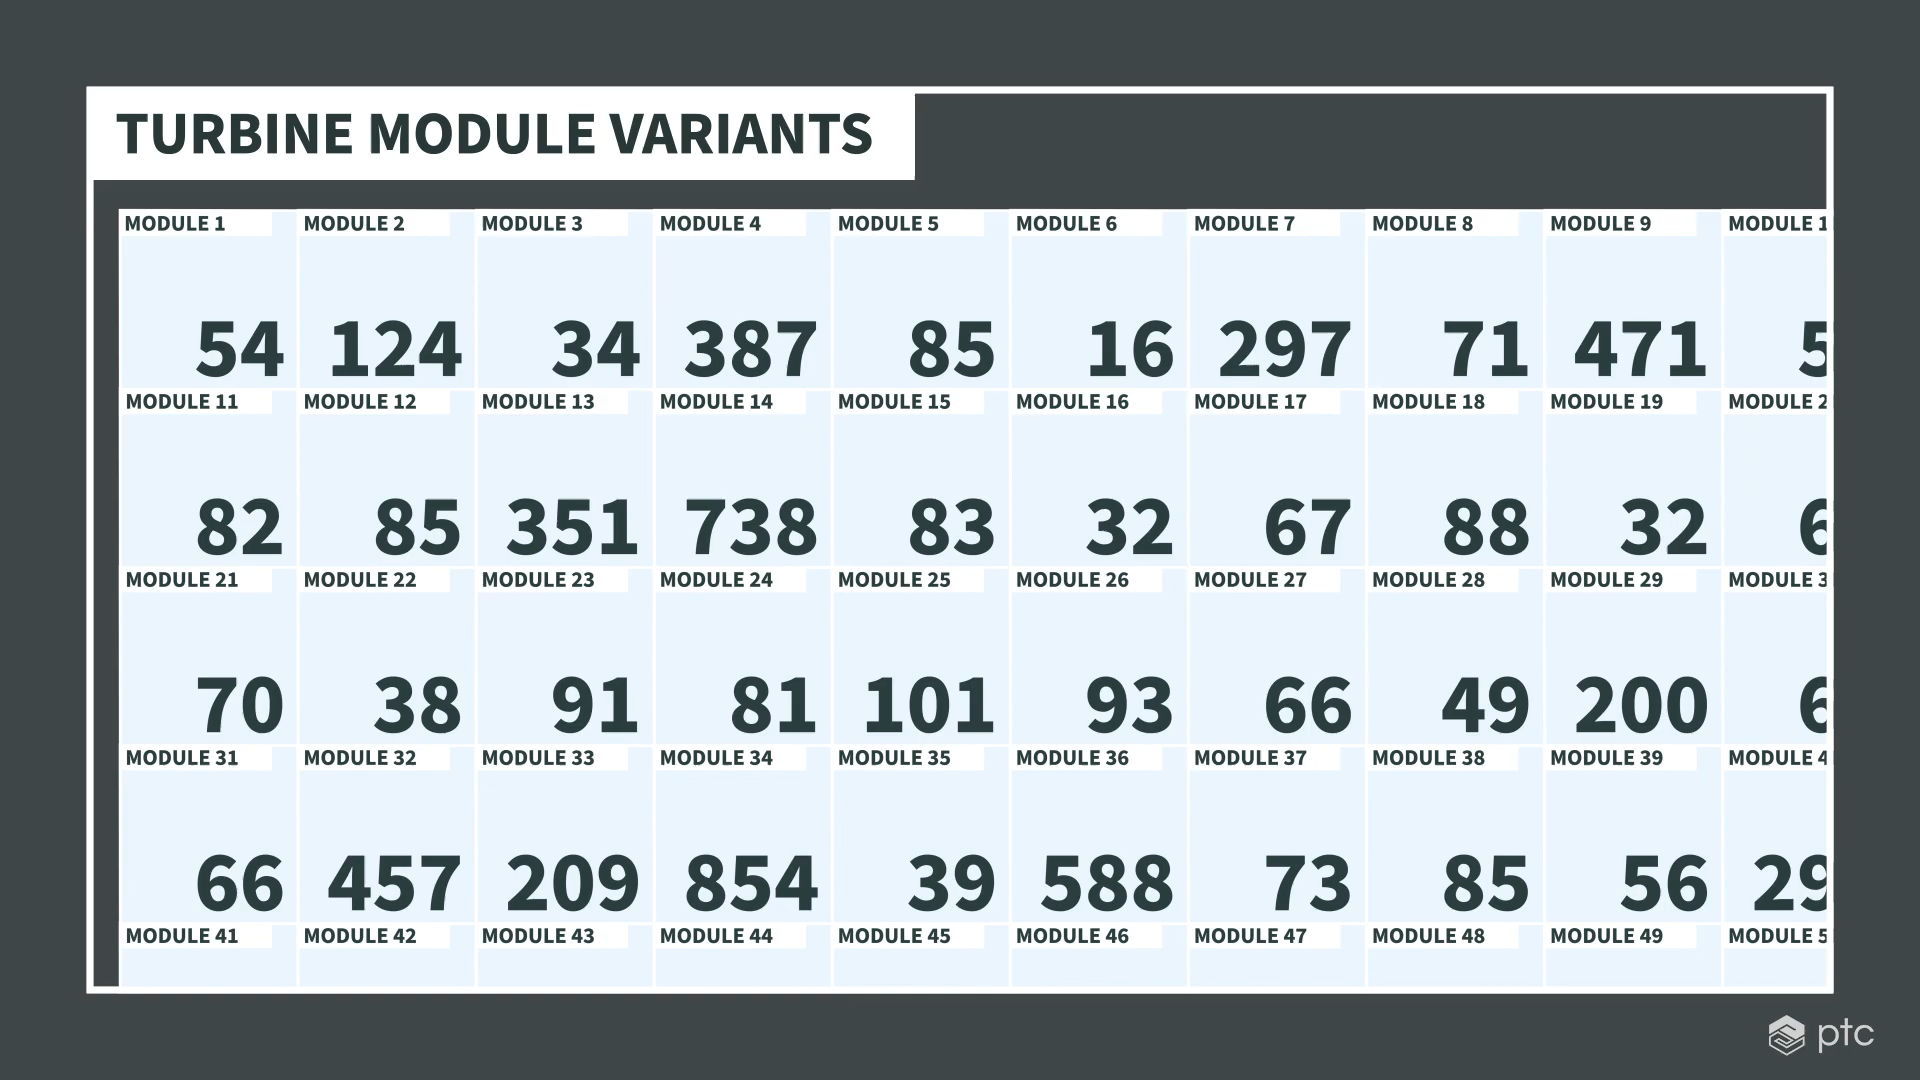 TURBINE MODULE VARIANTS
MODULE 1 MODULE 2 MODULE 3 MODULE 4 MODULE 5 MODULE 6 MODULE 7 MODULE 8 MODULE 9 MODULE
54 124 34 387 85 16 297 71 471
MODULE 11 MODULE 12 MODULE 13 MODULE 14 MODULE 15 MODULE 16 MODULE 17 MODULE 18 MODULE 19 MODULE
82 85 351 738 83 32 67 88 32
MODULE 21 MODULE 22 MODULE 23 MODULE 24 MODULE 25 MODULE 26 MODULE 27 MODULE 28 MODULE 29 MODULE
70 38 91 81 101 93 66 49 200
MODULE 31 MODULE 32 MODULE 33 MODULE 34 MODULE 35 MODULE 36 MODULE 37 MODULE 38 MODULE 39 MODULE
66 457 209 854 39 588 73 85 56
MODULE 41 MODULE 42 MODULE 43 MODULE 44 MODULE 45 MODULE 46 MODULE 47 MODULE 48 MODULE 49 MODULE
ptc